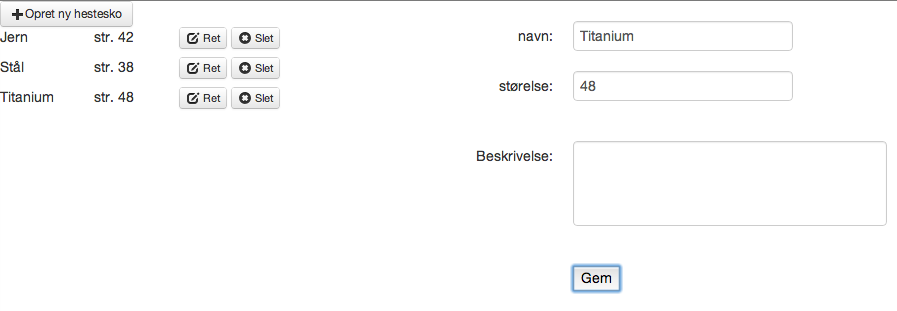 Opret ny hestesko
Jern str. 42 Ret Slet
Stål str. 38 Ret Slet
Titanium str. 48 Ret Slet
navn: Titanium
størelse: 48
Beskrivelse:
Gem